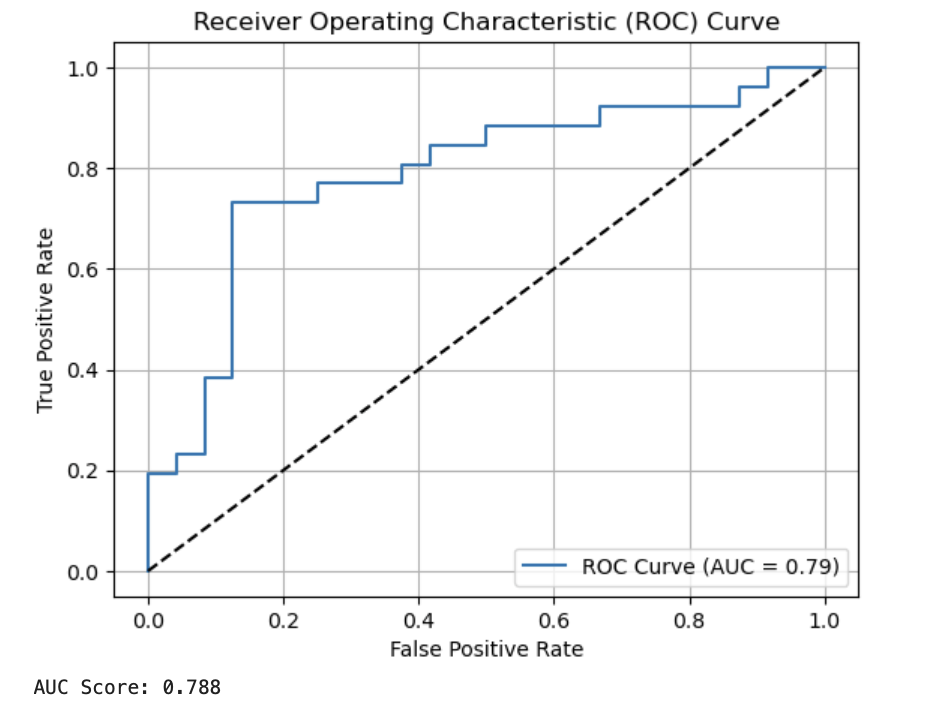 Receiver Operating Characteristic (ROC) Curve
1.0
0.8
0.6
0.4
0.2
0.0
True Positive Rate
ROC Curve (AUC = 0.79)
0.0 0.2 0.4 0.6 0.8 1.0
False Positive Rate
AUC Score: 0.788